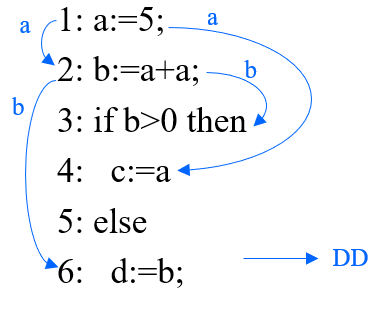 1: a:=5;
a
a
2: b:=a+a;
b
b
3: if b>0 then
4: c:=a
5: else
6: d:=b;
DD